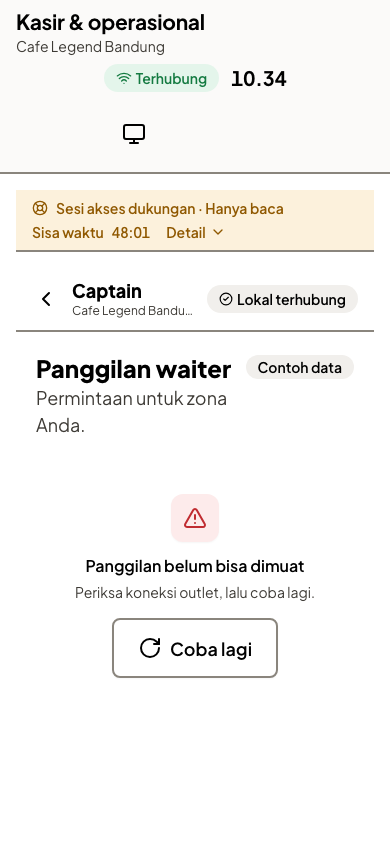 Kasir & operasional
Cafe Legend Bandung
Terhubung 10.34
Sesi akses dukungan · Hanya baca
Sisa waktu 48:01 Detail
Captain
Cafe Legend Bandu...
Lokal terhubung
Panggilan waiter
Contoh data
Permintaan untuk zona
Anda.
Panggilan belum bisa dimuat
Periksa koneksi outlet, lalu coba lagi.
Coba lagi